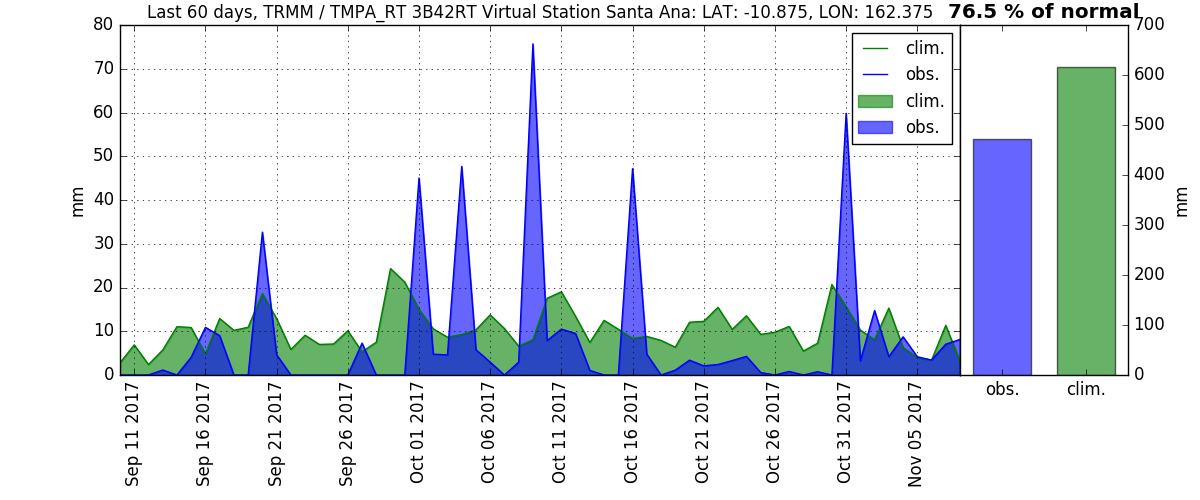 Last 60 days, TRMM / TMPA_RT 3B42RT Virtual Station Santa Ana: LAT: -10.875, LON: 162.375
76.5 % of normal
80
70
60
50
40
30
20
10
0
mm
clim.
obs.
clim.
obs.
Sep 11 2017
Sep 16 2017
Sep 21 2017
Sep 26 2017
Oct 01 2017
Oct 06 2017
Oct 11 2017
Oct 16 2017
Oct 21 2017
Oct 26 2017
Oct 31 2017
Nov 05 2017
700
600
500
400
300
200
100
0
mm
obs.
clim.